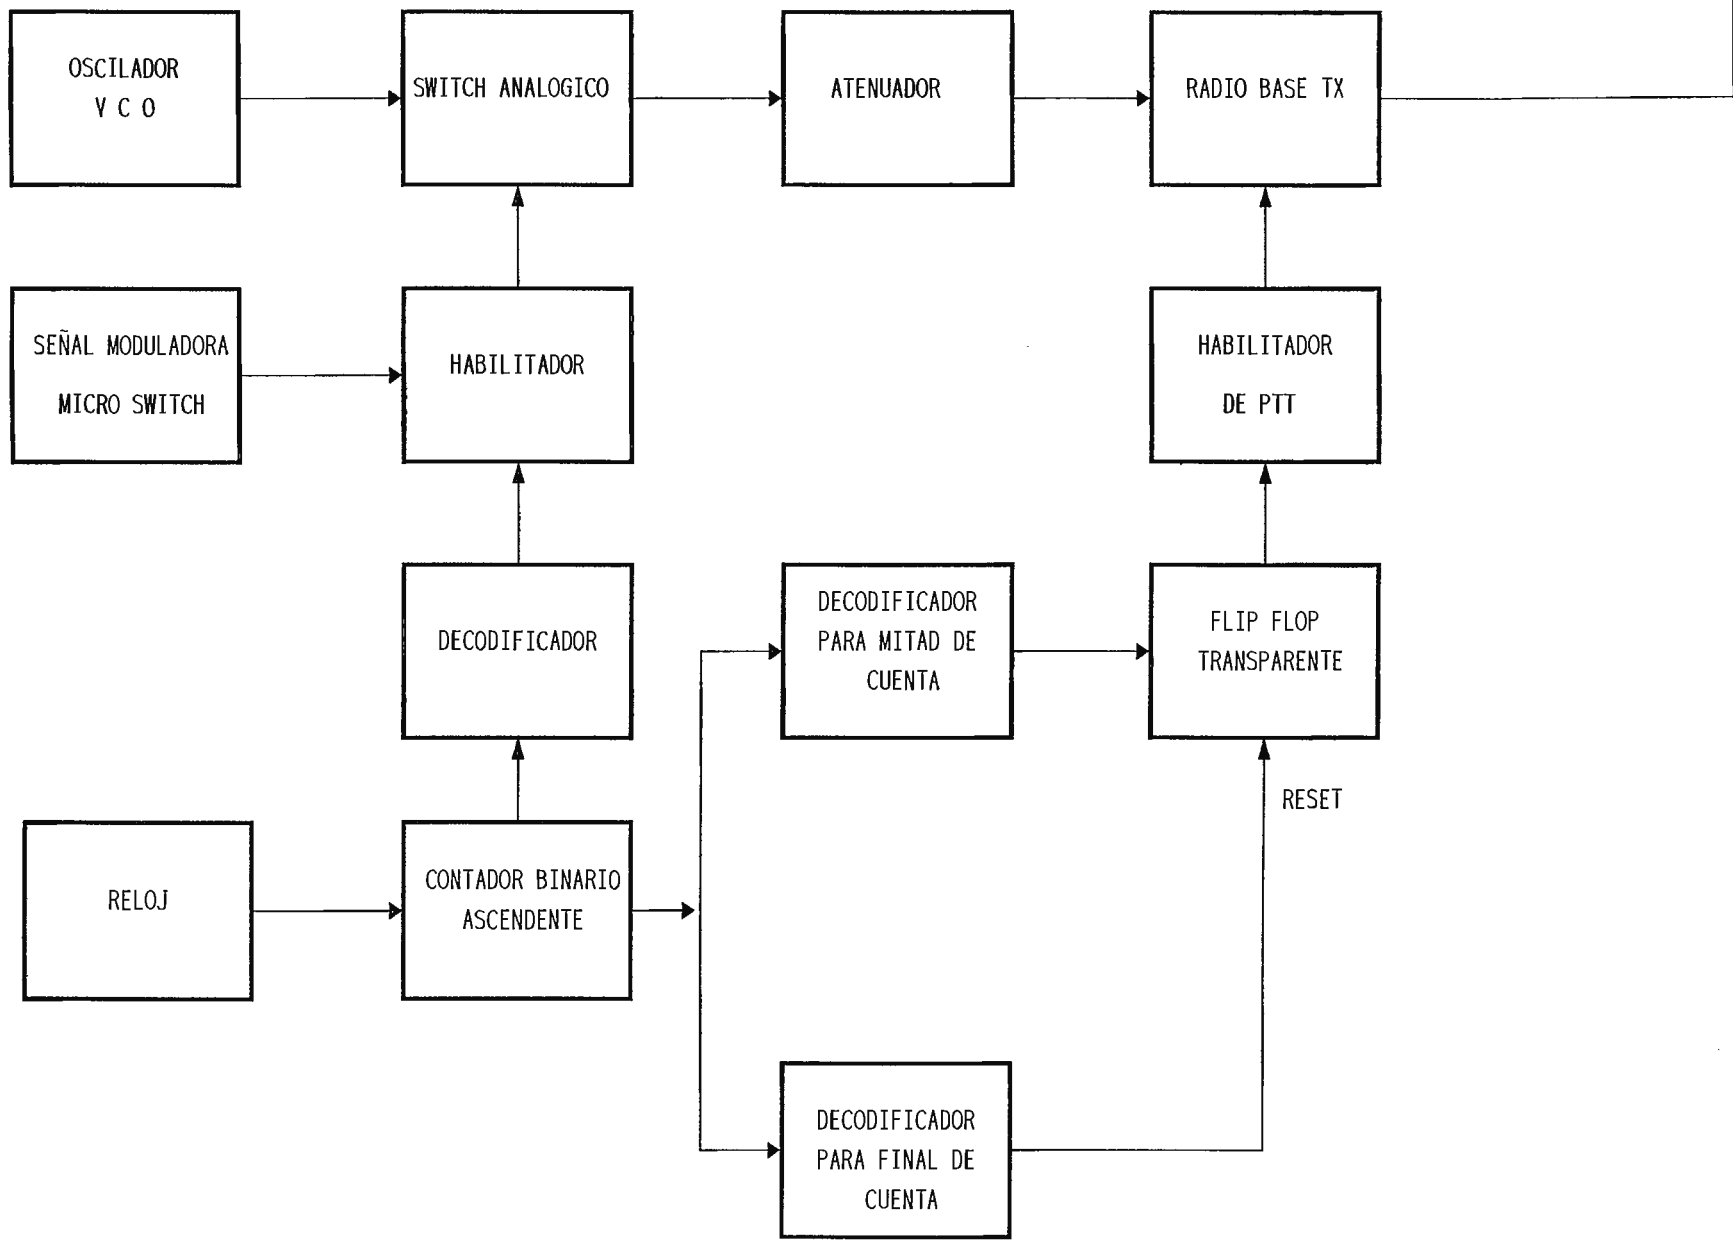 OSCILADOR
V C O
SWITCH ANALOGICO
ATENUADOR
RADIO BASE TX
SEÑAL MODULADORA
MICRO SWITCH
HABILITADOR
HABILITADOR
DE PTT
DECODIFICADOR
DECODIFICADOR
PARA MITAD DE
CUENTA
FLIP FLOP
TRANSPARENTE
RESET
RELOJ
CONTADOR BINARIO
ASCENDENTE
DECODIFICADOR
PARA FINAL DE
CUENTA